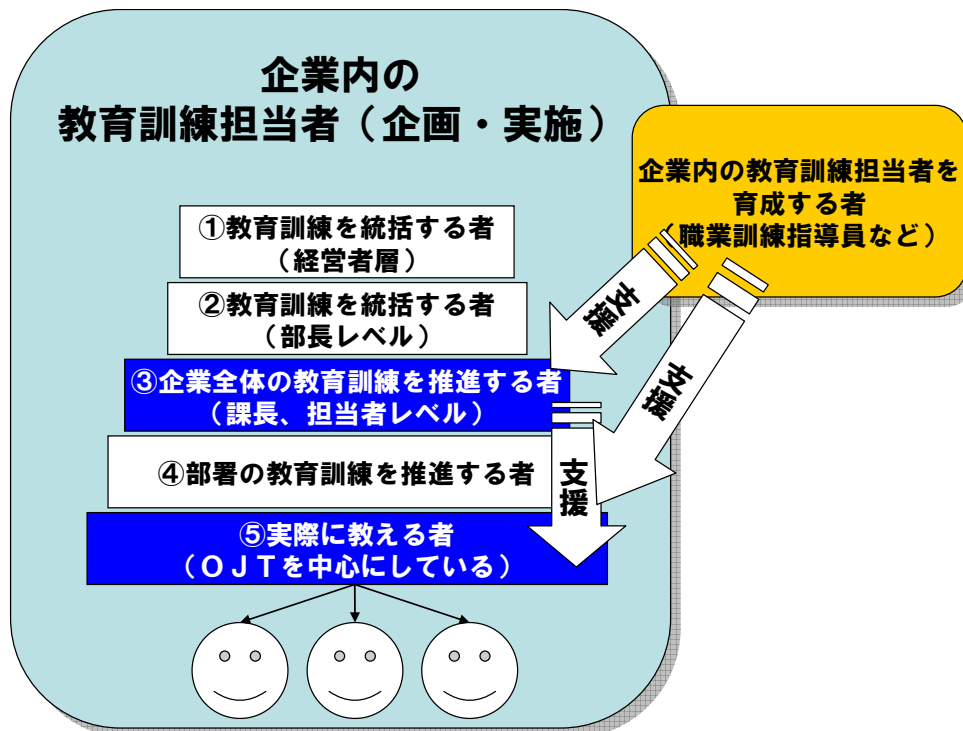 企業内の
教育訓練担当者（企画・実施）
企業内の教育訓練担当者を
育成する者
（職業訓練指導員など）
①教育訓練を統括する者
（経営者層）
②教育訓練を統括する者
（部長レベル）
③企業全体の教育訓練を推進する者
（課長、担当者レベル）
④部署の教育訓練を推進する者
⑤実際に教える者
（ＯＪＴを中心にしている）
支援
支援
支援